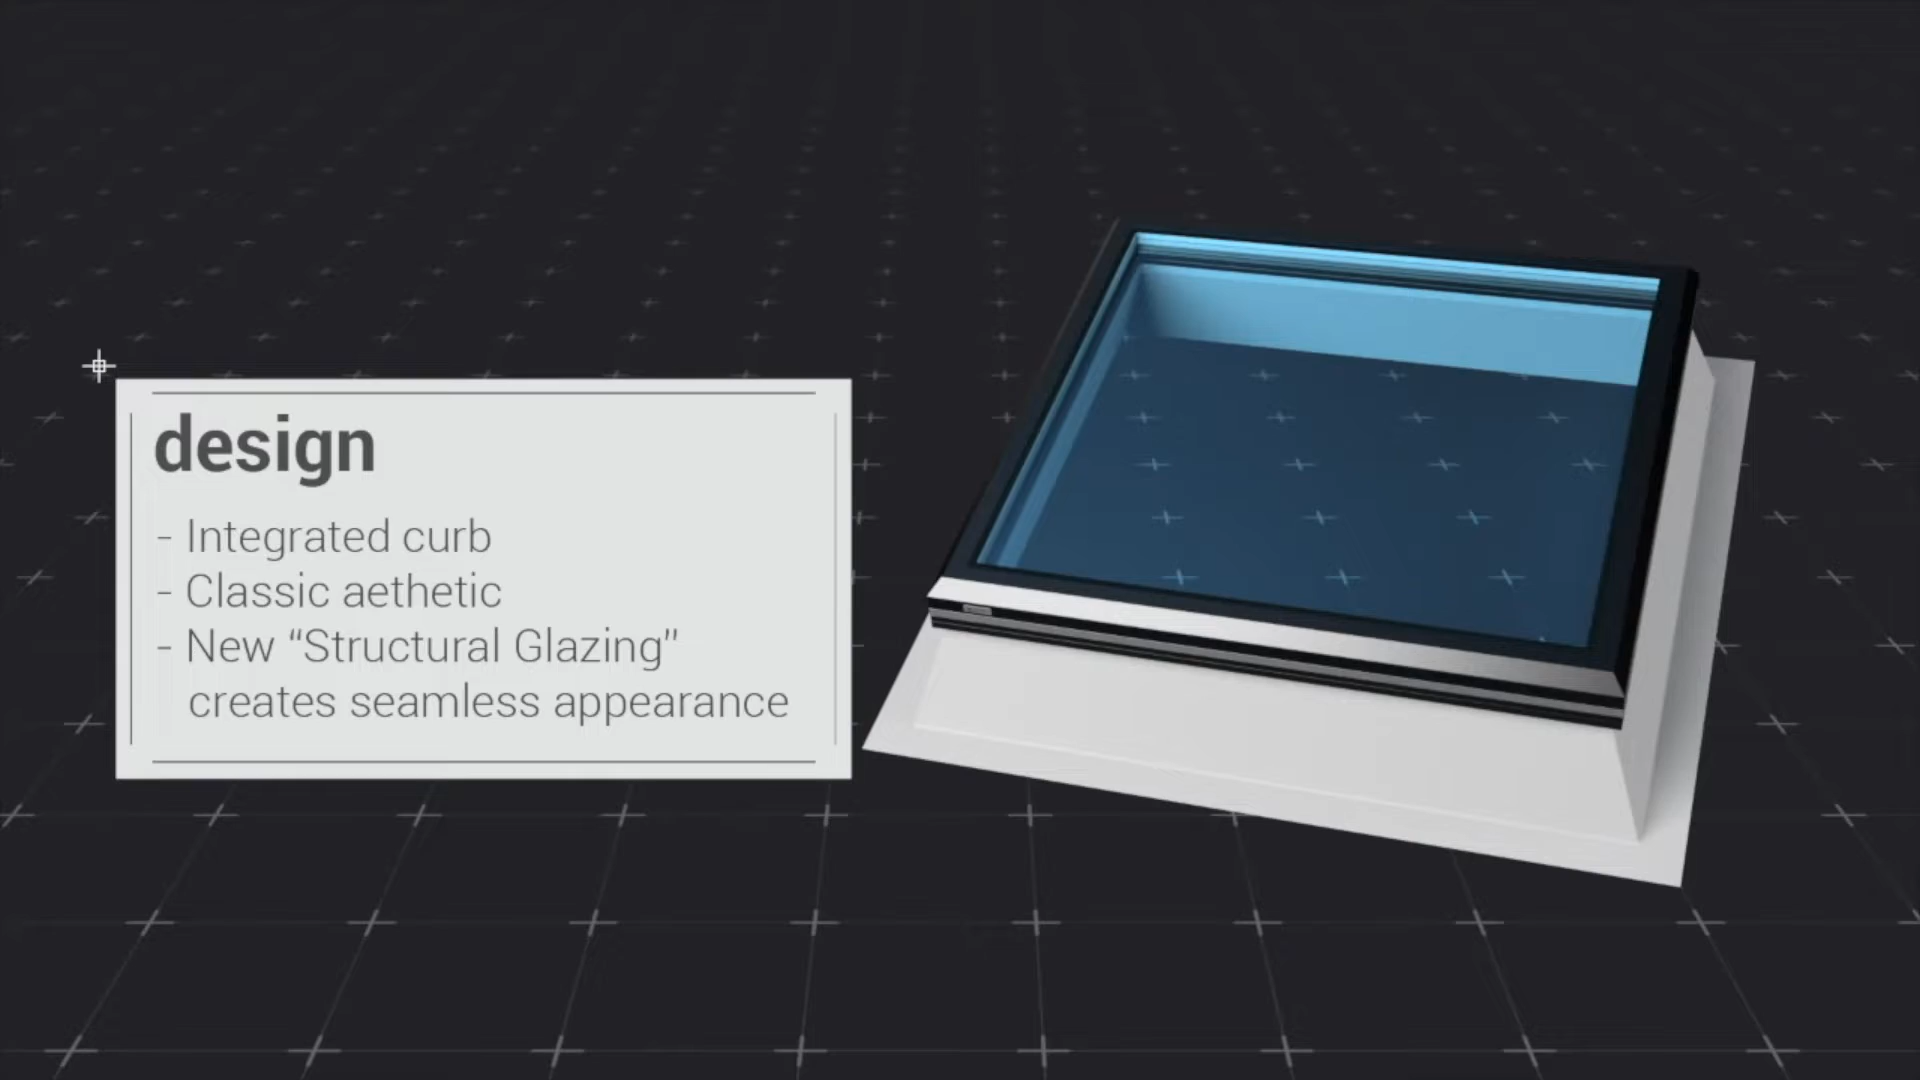 design
- Integrated curb
- Classic aethetic
- New “Structural Glazing”
creates seamless appearance